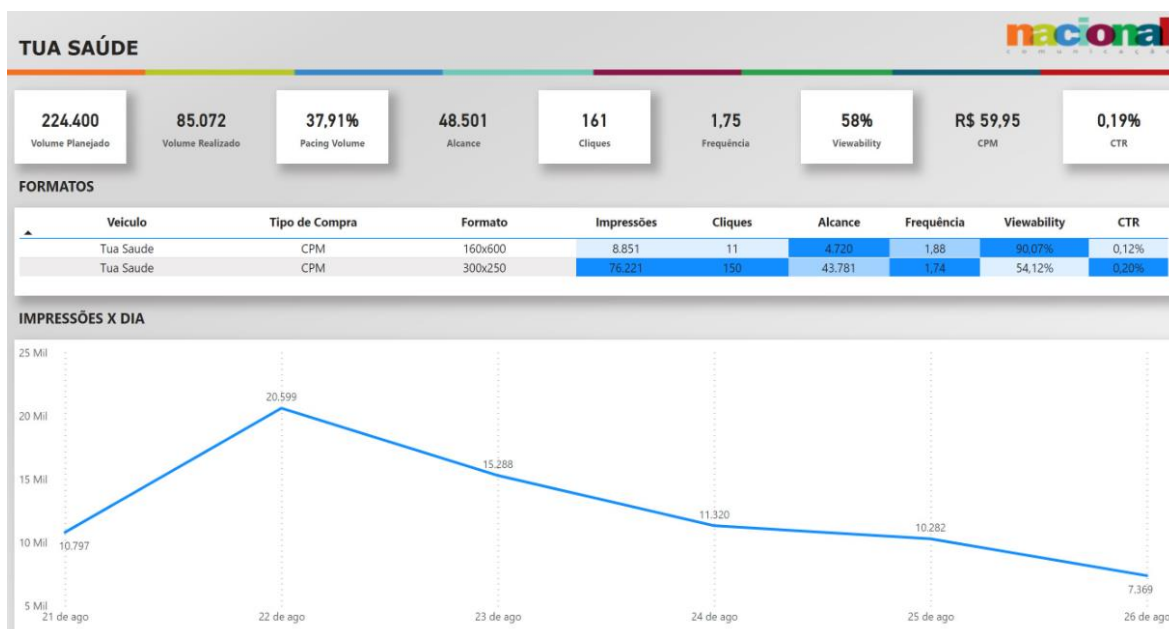 nacional
comunicação
TUA SAÚDE
224.400 85.072 37,91% 48.501 161 1,75 58% R$ 59,95 0,19%
Volume Planejado Volume Realizado Pacing Volume Alcance Cliques Frequência Viewability CPM CTR
FORMATOS
Veiculo Tipo de Compra Formato Impressões Cliques Alcance Frequência Viewability CTR
Tua Saude CPM 160x600 8.851 11 4.720 1,88 90,07% 0,12%
Tua Saude CPM 300x250 76.221 150 43.781 1,74 54,12% 0,20%
IMPRESSÕES X DIA
25 Mil
20.599
20 Mil
15.288
15 Mil
11.320
10.282
10 Mil 10.797
7.369
5 Mil
21 de ago 22 de ago 23 de ago 24 de ago 25 de ago 26 de ago